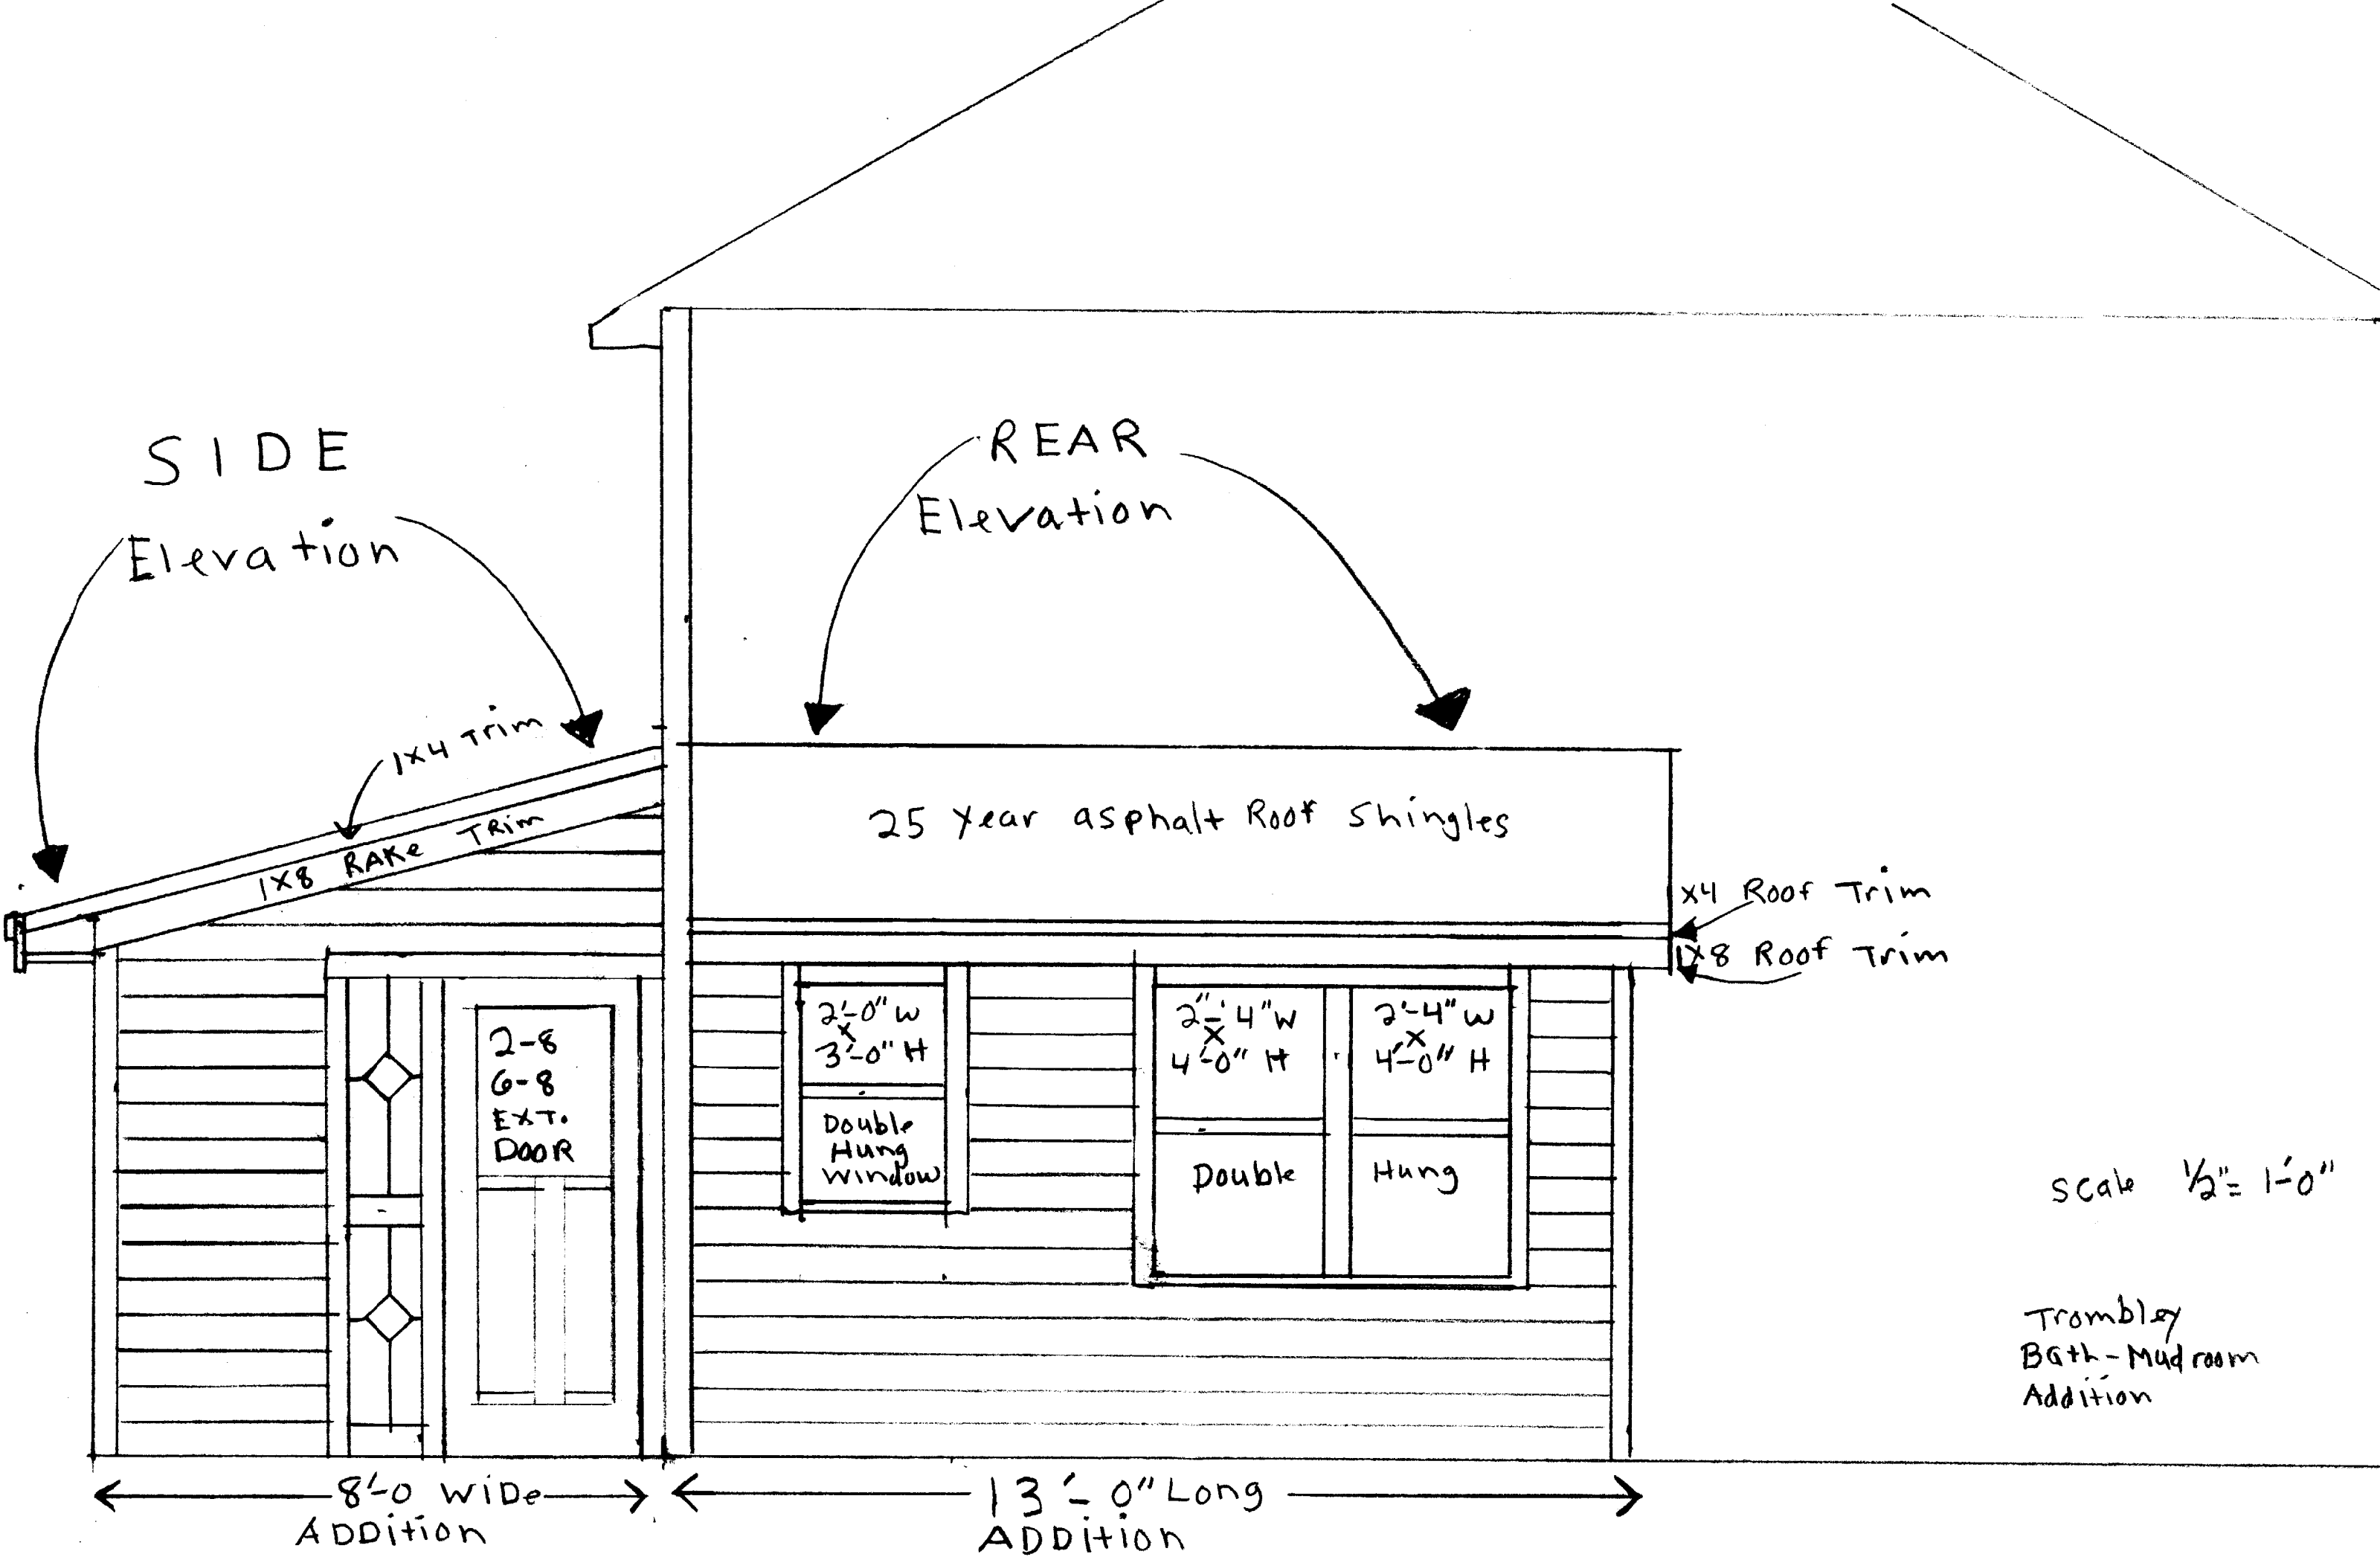 SIDE
Elevation
REAR
Elevation
1x4 Trim
1x8 RAKe TRim
25 Year asphalt Roof Shingles
x4 Roof Trim
1x8 Roof Trim
2-8
6-8
EXT.
DOOR
2'-0" W
x
3'-0" H
Double
Hung
Window
2"-'4"W
x
4'-0" H
2'-4"W
x
4'-0" H
Double Hung
Scale 1/2"= 1'-0"
Trombley
Bath-Mudroom
Addition
8'-0 WiDe
ADDition
13'-0" Long
ADDition